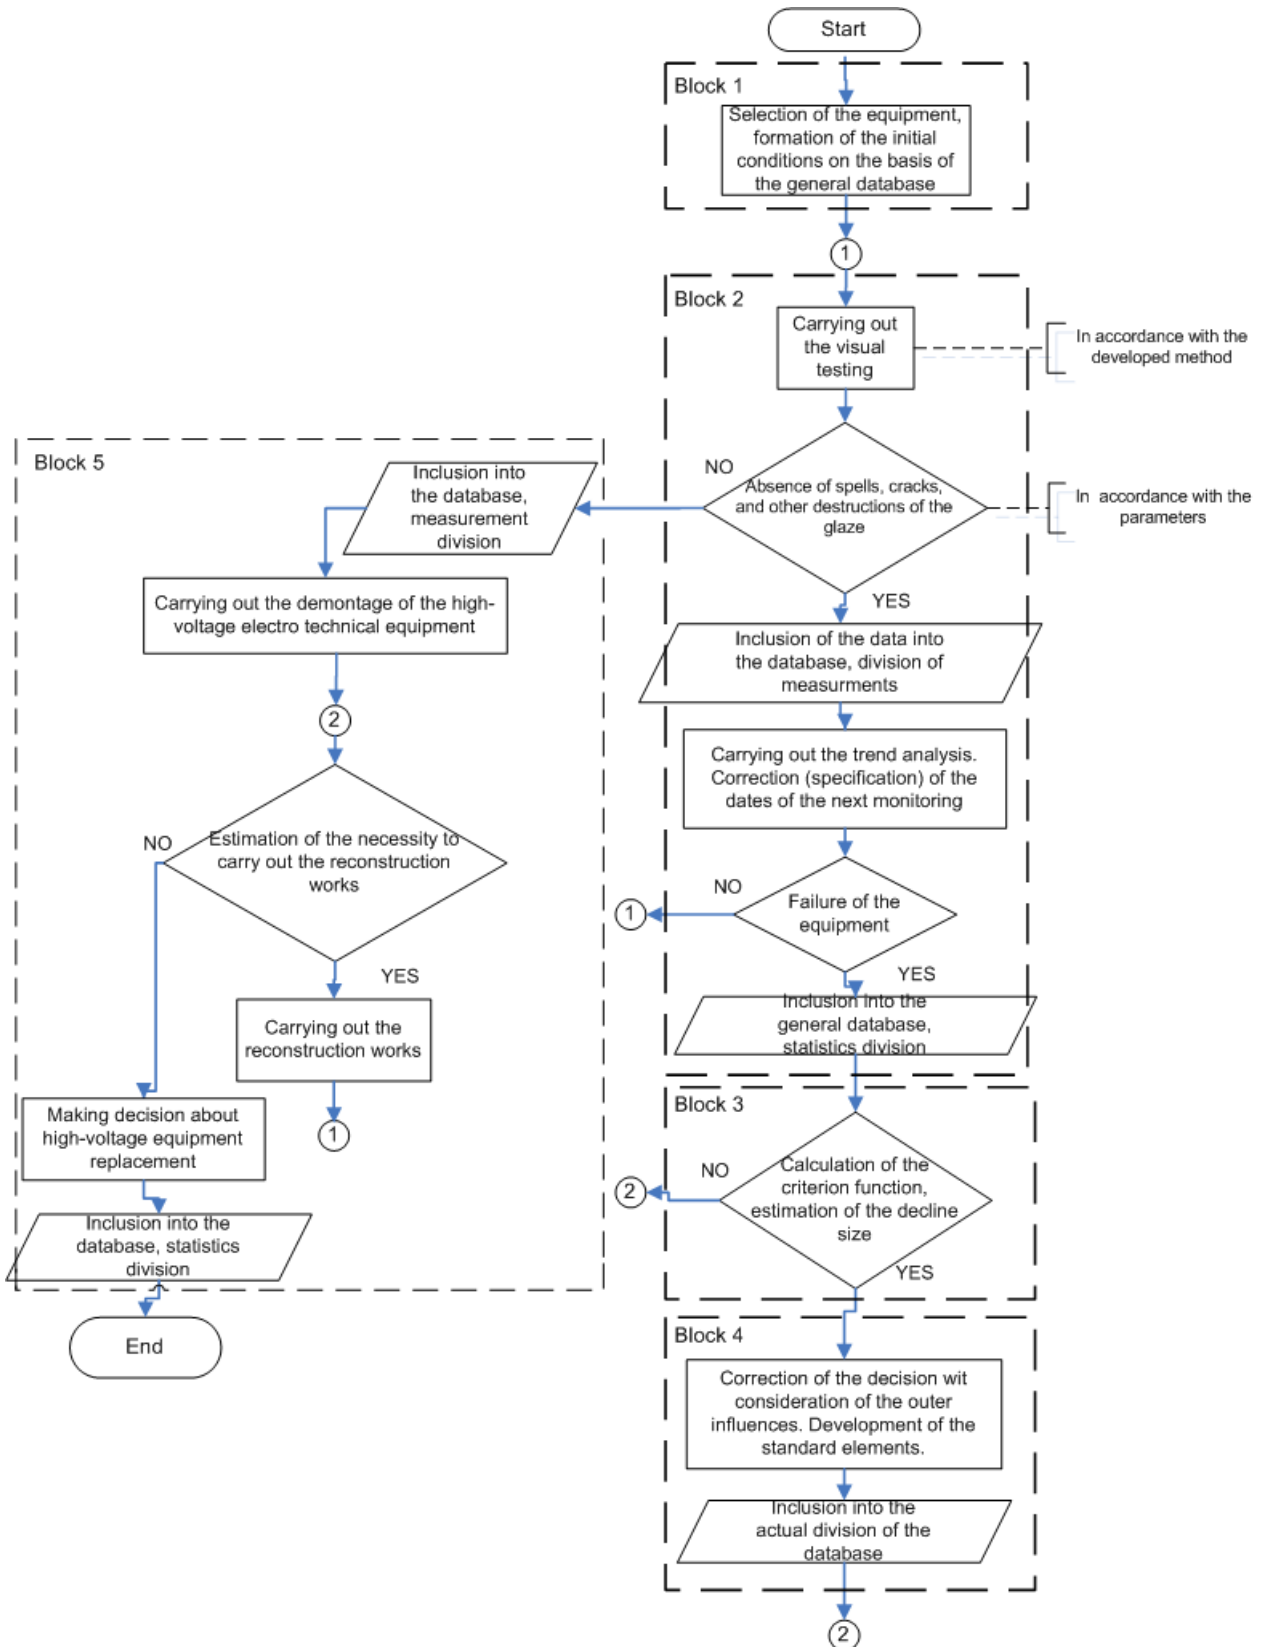 Start
Block 1
Selection of the equipment,
formation of the initial
conditions on the basis of
the general database
1
Block 2
Carrying out
the visual
testing
In accordance with the
developed method
NO
Absence of spells, cracks,
and other destructions of the
glaze
In accordance with the
parameters
YES
Inclusion of the data into
the database, division of
measurments
Carrying out the trend analysis.
Correction (specification) of the
dates of the next monitoring
NO
Failure of the
equipment
1
YES
Inclusion into the
general database,
statistics division
Block 3
NO
Calculation of the
criterion function,
estimation of the decline
size
2
YES
Block 4
Correction of the decision wit
consideration of the outer
influences. Development of the
standard elements.
Inclusion into the
actual division of the
database
2
Block 5
Inclusion into
the database,
measurement
division
Carrying out the demontage of the high-
voltage electro technical equipment
2
NO
Estimation of the necessity to
carry out the reconstruction
works
YES
Carrying out the
reconstruction works
1
Making decision about
high-voltage equipment
replacement
Inclusion into the
database, statistics
division
End